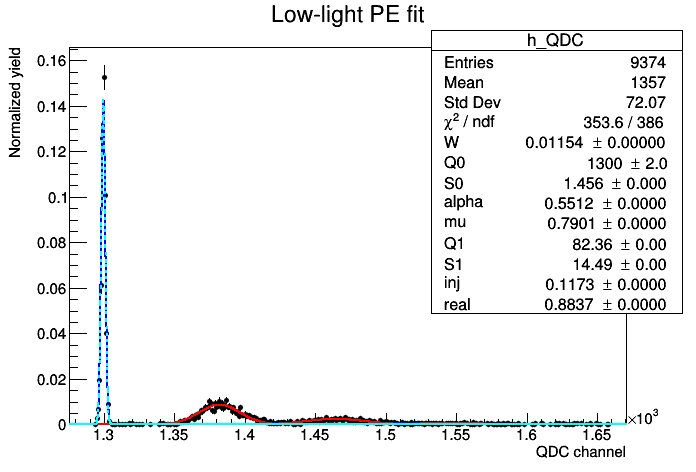 Low-light PE fit
Normalized yield
h_QDC
Entries 9374
Mean 1357
Std Dev 72.07
χ² / ndf 353.6 / 386
W 0.01154 ± 0.00000
Q0 1300 ± 2.0
S0 1.456 ± 0.000
alpha 0.5512 ± 0.0000
mu 0.7901 ± 0.0000
Q1 82.36 ± 0.00
S1 14.49 ± 0.00
inj 0.1173 ± 0.0000
real 0.8837 ± 0.0000
0.16
0.14
0.12
0.1
0.08
0.06
0.04
0.02
0
1.3 1.35 1.4 1.45 1.5 1.55 1.6 1.65 ×10³
QDC channel